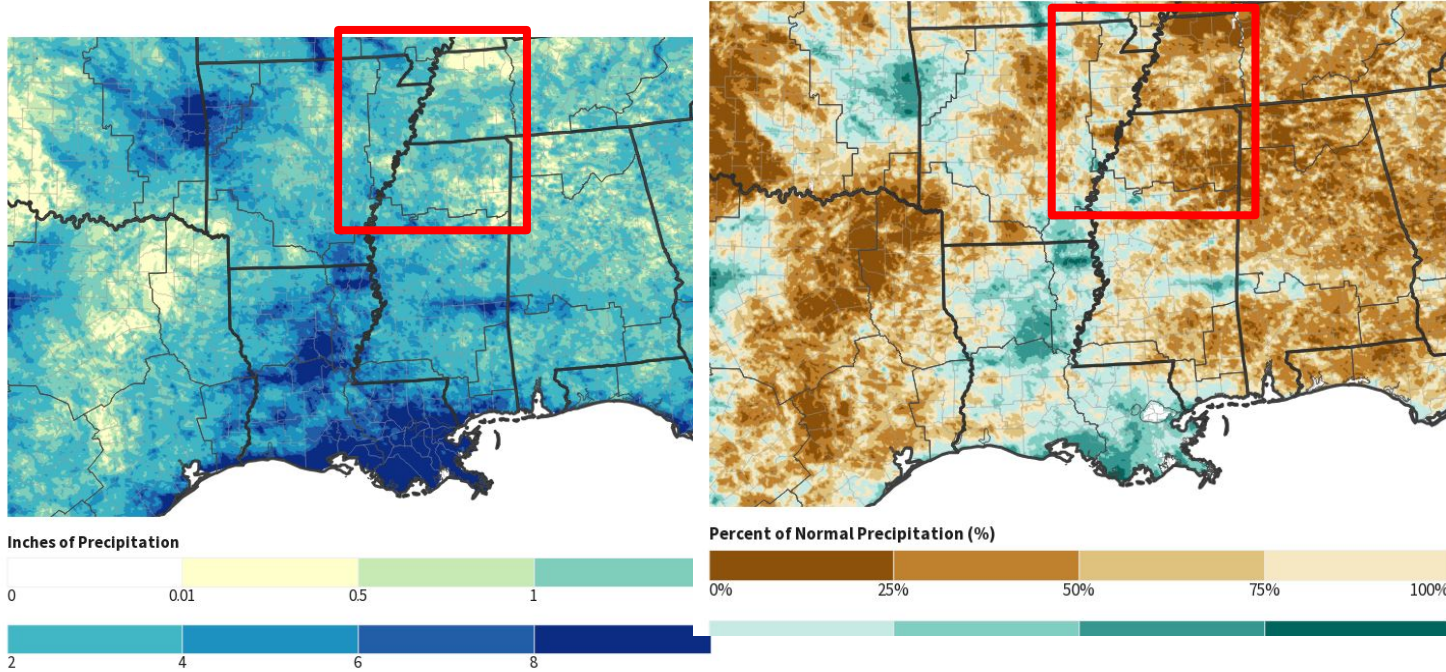 Inches of Precipitation
0 0.01 0.5 1
2 4 6 8
Percent of Normal Precipitation (%)
0% 25% 50% 75% 100%